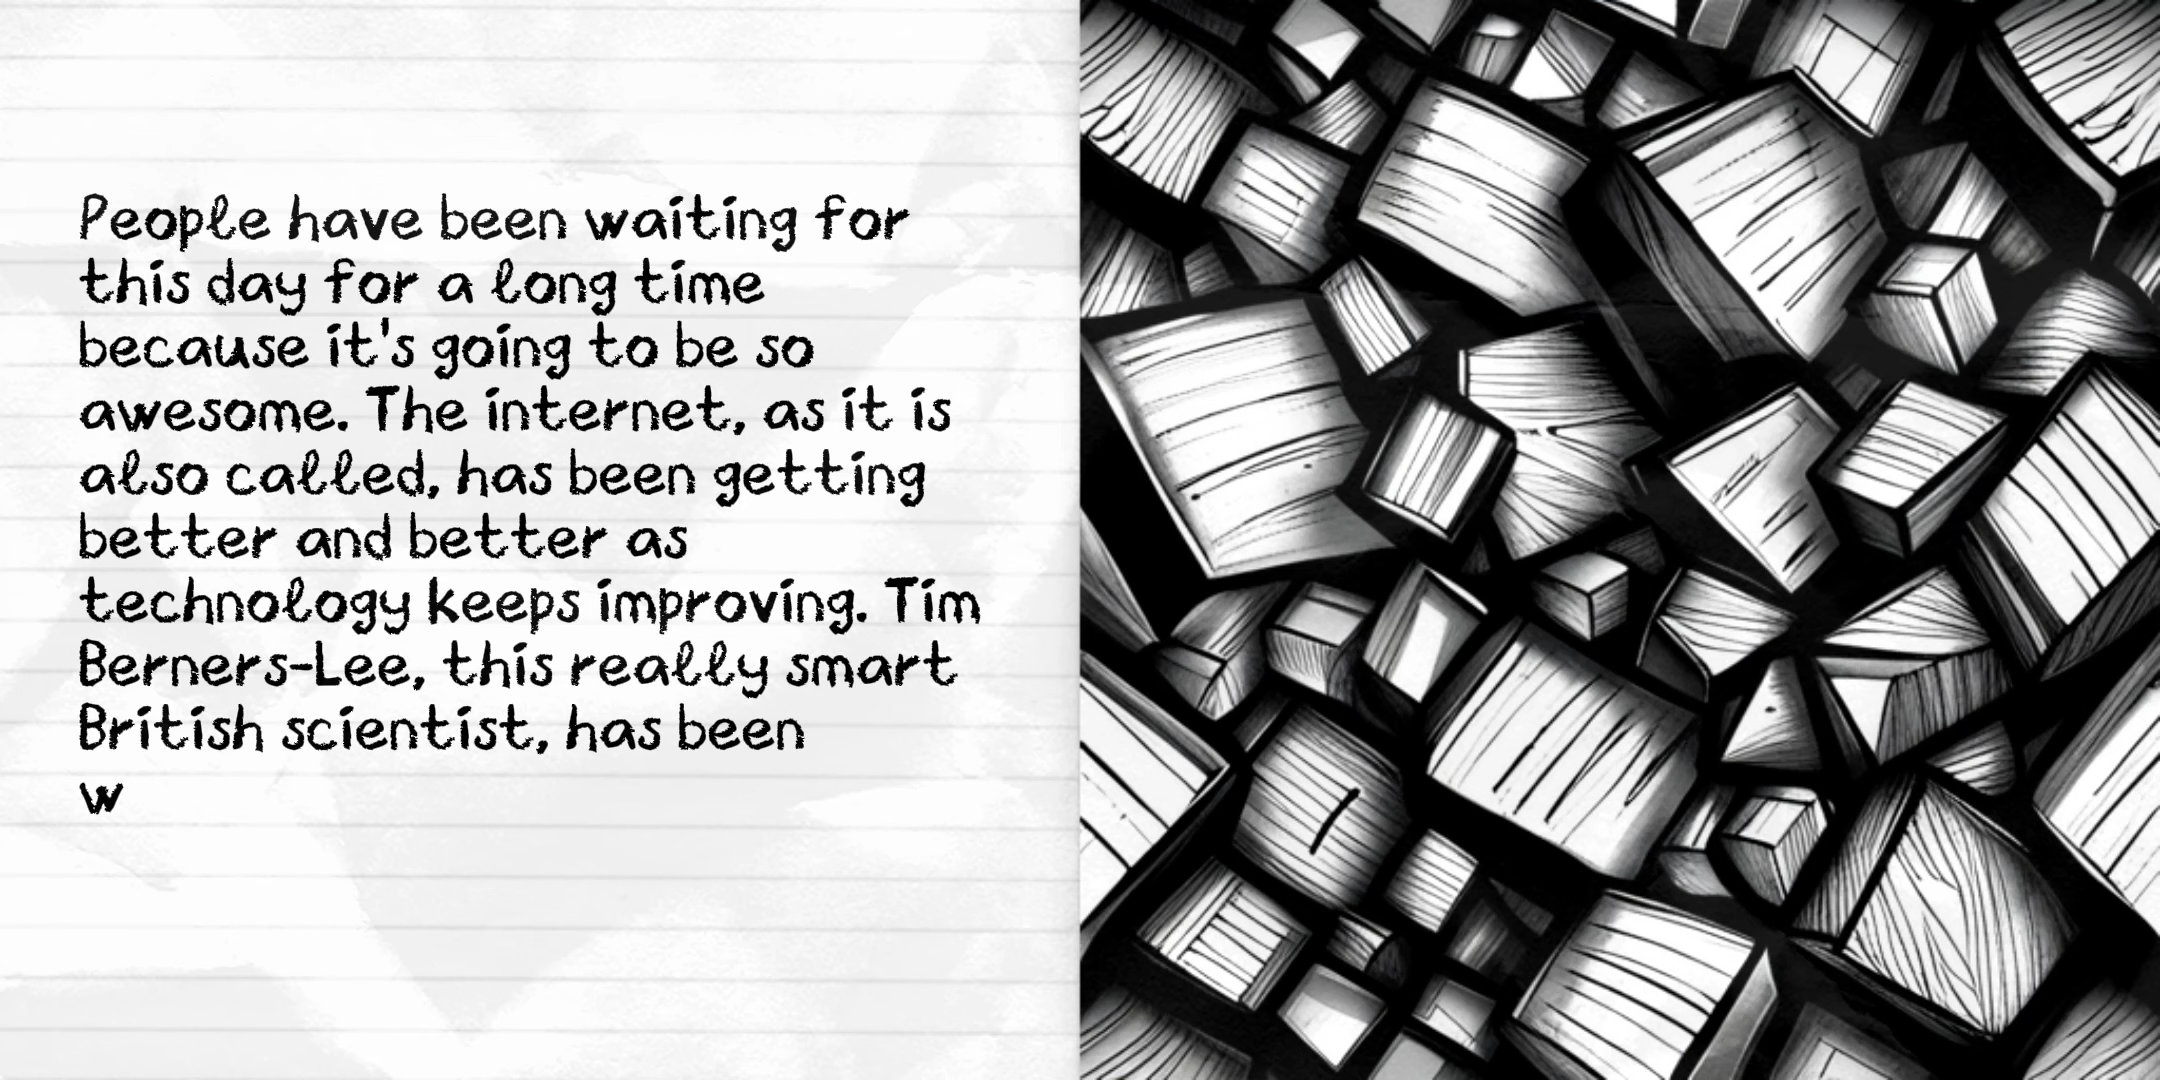 People have been waiting for
this day for a long time
because it's going to be so
awesome. The internet, as it is
also called, has been getting
better and better as
technology keeps improving. Tim
Berners-Lee, this really smart
British scientist, has been
w